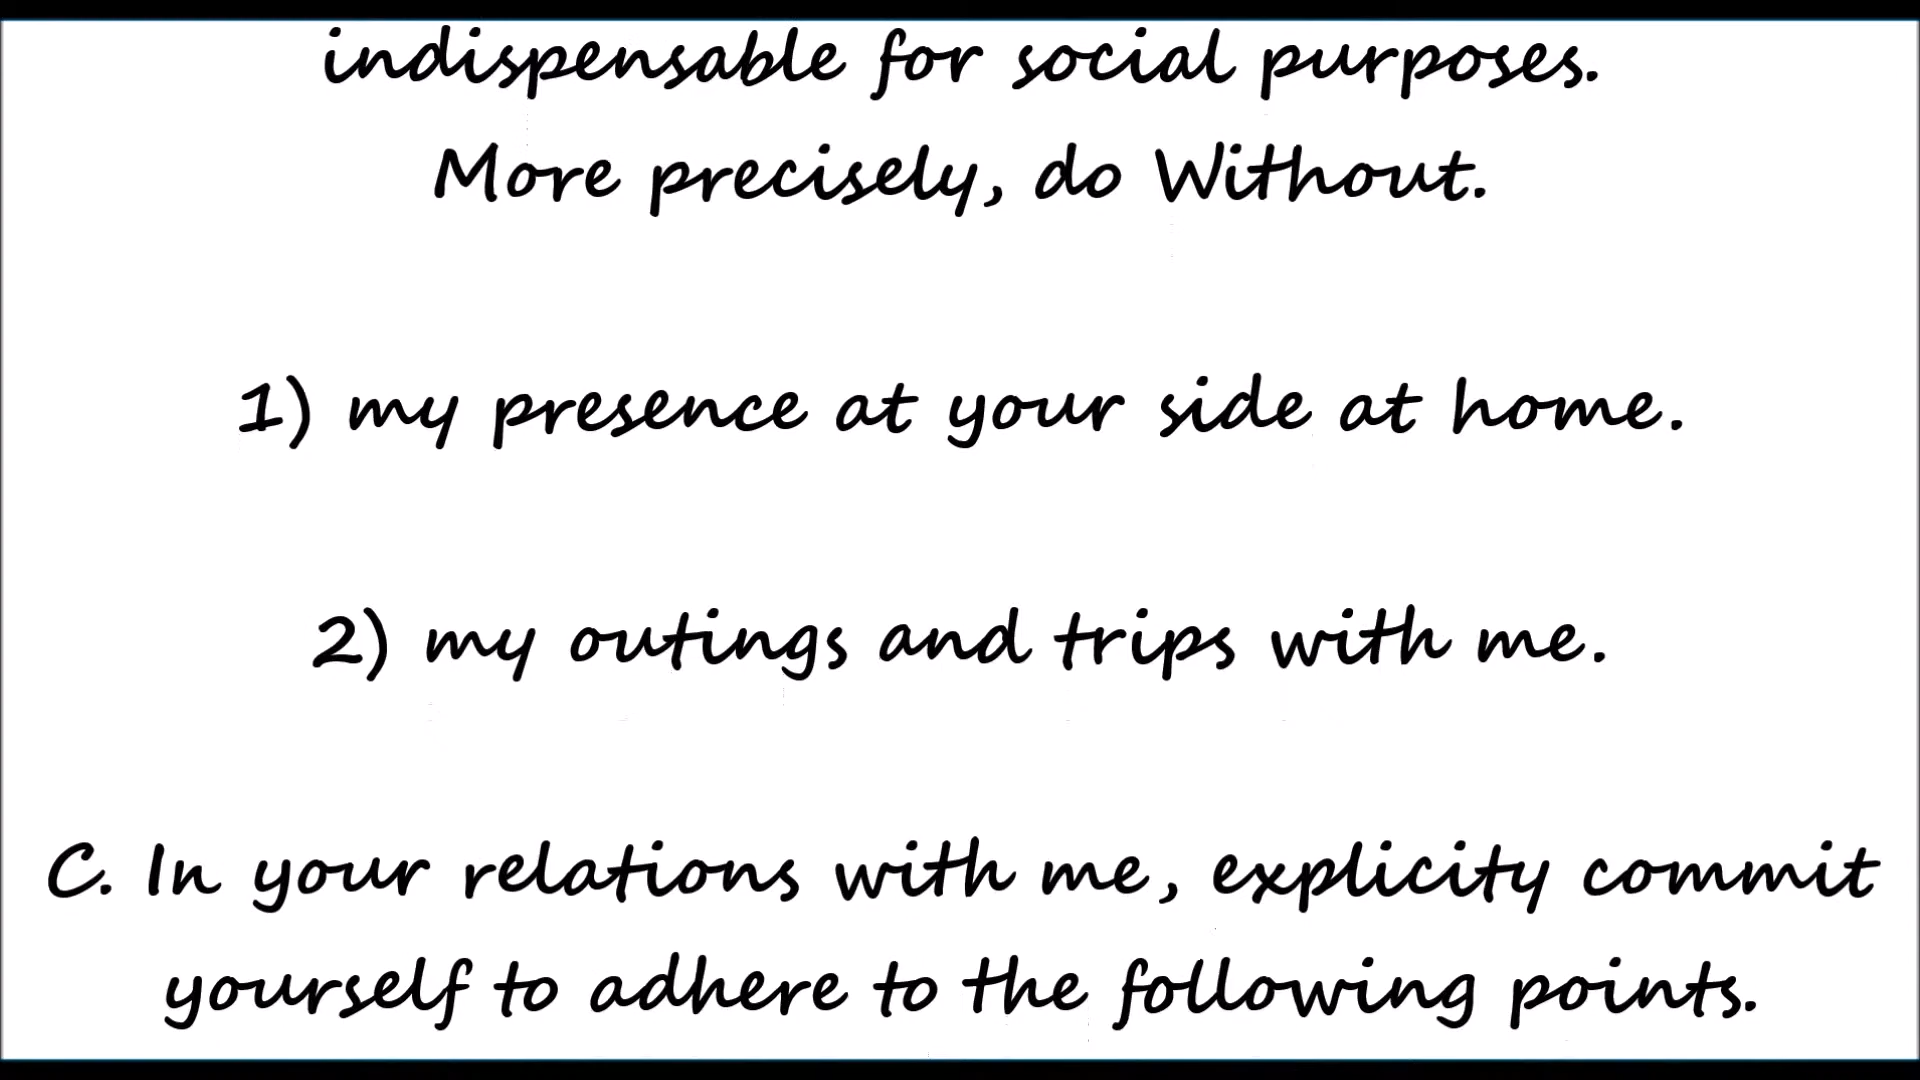 indispensable for social purposes.
More precisely, do Without.
1) my presence at your side at home.
2) my outings and trips with me.
C. In your relations with me, explicity commit
yourself to adhere to the following points.